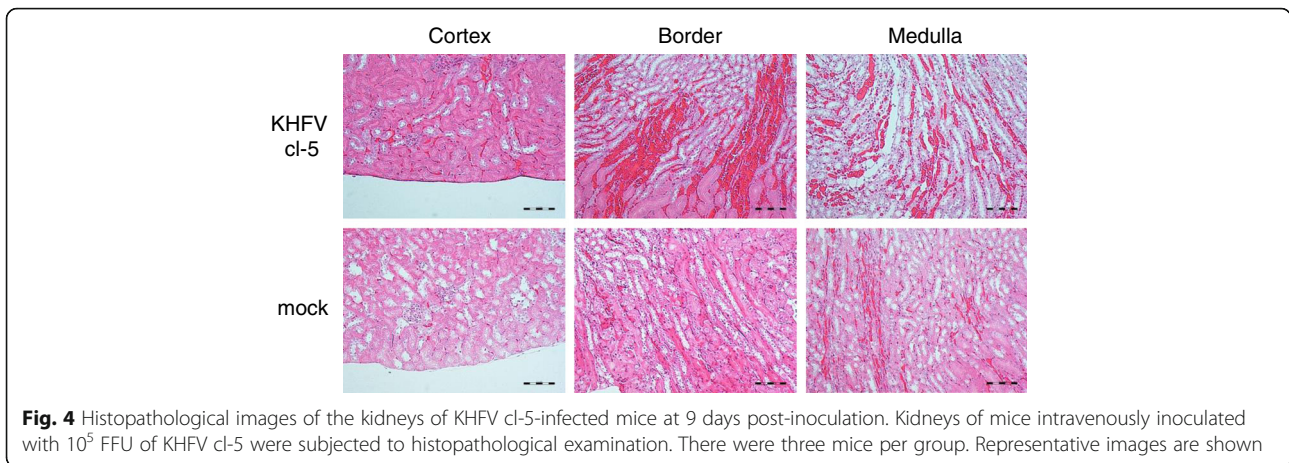 Cortex Border Medulla
KHFV
cl-5
mock
Fig. 4 Histopathological images of the kidneys of KHFV cl-5-infected mice at 9 days post-inoculation. Kidneys of mice intravenously inoculated
with 10⁵ FFU of KHFV cl-5 were subjected to histopathological examination. There were three mice per group. Representative images are shown